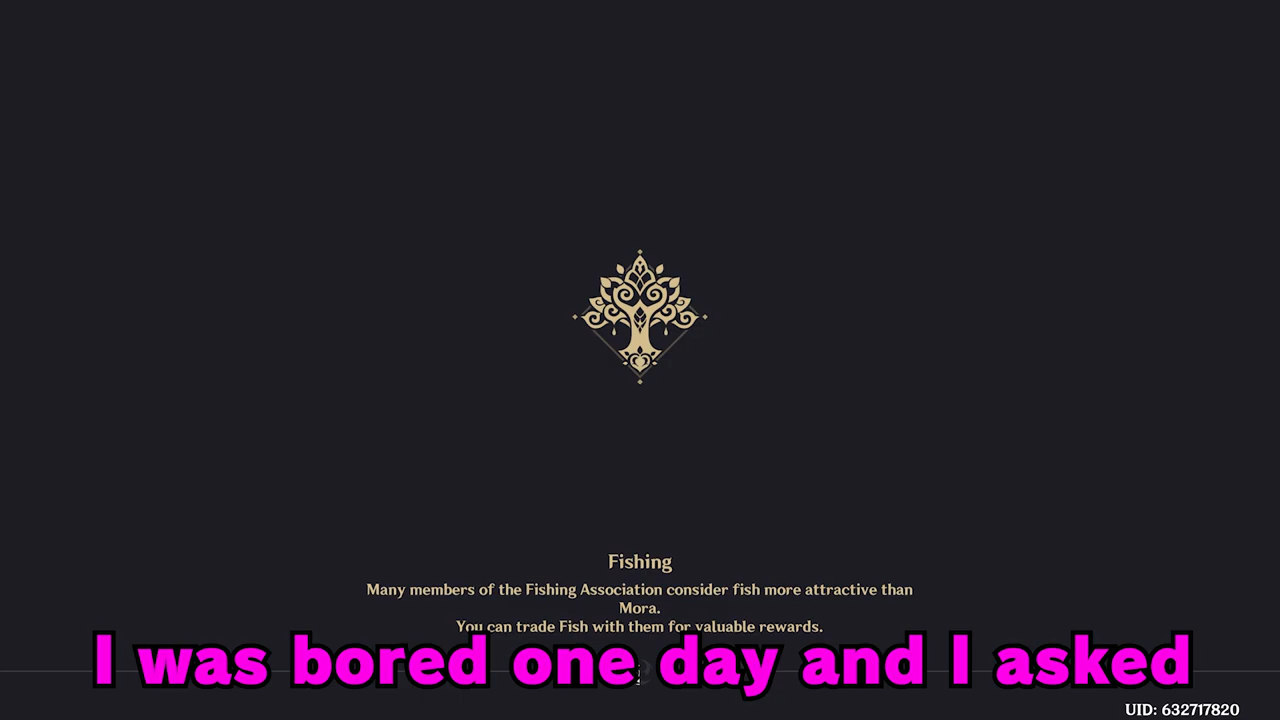 Fishing
Many members of the Fishing Association consider fish more attractive than
Mora.
You can trade Fish with them for valuable rewards.
I was bored one day and I asked
UID: 632717820